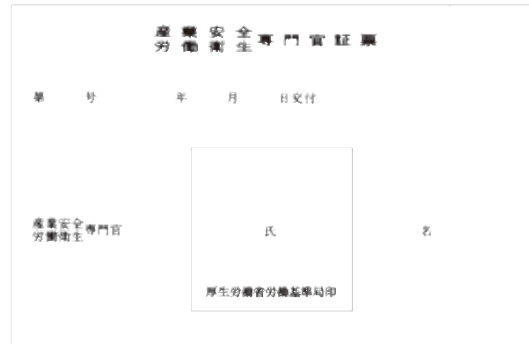 産業安全
労働衛生専門官証票
第　号　　年　月　日交付
産業安全
労働衛生専門官　　氏　　名
厚生労働省労働基準局印